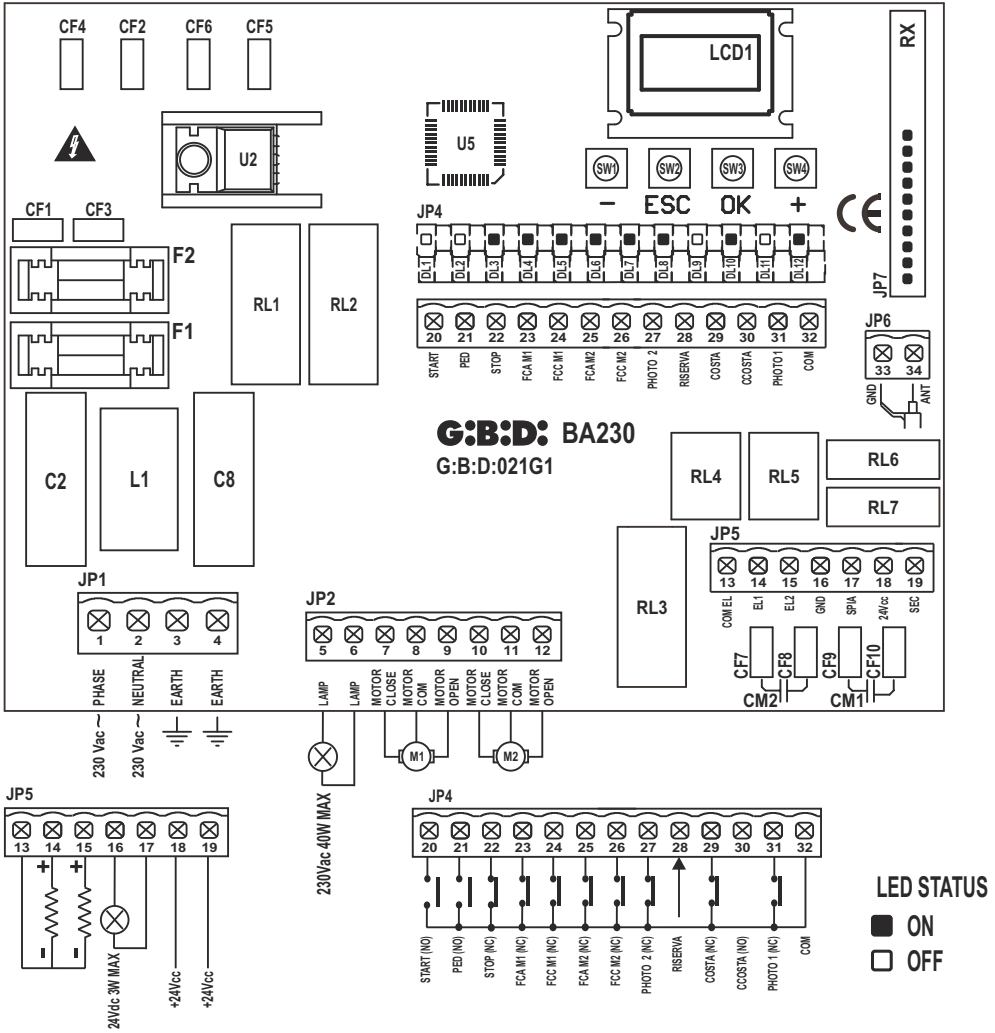 CF4 CF2 CF6 CF5
LCD1
RX
U2
U5
SW1 SW2 SW3 SW4
- ESC OK +
CF1 CF3
JP4
F2
DL1 DL2 DL3 DL4 DL5 DL6 DL7 DL8 DL9 DL10 DL11 DL12
CE
JP7
RL1 RL2
F1
20 21 22 23 24 25 26 27 28 29 30 31 32
START PED STOP FCA M1 FCC M1 FCA M2 FCC M2 PHOTO 2 RISERVA COSTA CCOSTA PHOTO 1 COM
JP6
33 34
GND ANT
G:B:D: BA230
G:B:D:021G1
C2 L1 C8
RL4 RL5 RL6
RL7
JP5
13 14 15 16 17 18 19
COM EL EL1 EL2 GND SPIA 24Vcc SEC
RL3
JP1
1 2 3 4
230 Vac ~ PHASE
230 Vac ~ NEUTRAL
EARTH
EARTH
JP2
5 6 7 8 9 10 11 12
LAMP
LAMP
MOTOR CLOSE
MOTOR COM
MOTOR OPEN
MOTOR CLOSE
MOTOR COM
MOTOR OPEN
CF7 CF8 CF9 CF10
CM2 CM1
M1 M2
230Vac 40W MAX
JP5
13 14 15 16 17 18 19
+ +
- -
24Vdc 3W MAX
+24Vcc
+24Vcc
JP4
20 21 22 23 24 25 26 27 28 29 30 31 32
START (NO)
PED (NO)
STOP (NC)
FCA M1 (NC)
FCC M1 (NC)
FCA M2 (NC)
FCC M2 (NC)
PHOTO 2 (NC)
RISERVA
COSTA (NC)
CCOSTA (NO)
PHOTO 1 (NC)
COM
LED STATUS
ON
OFF